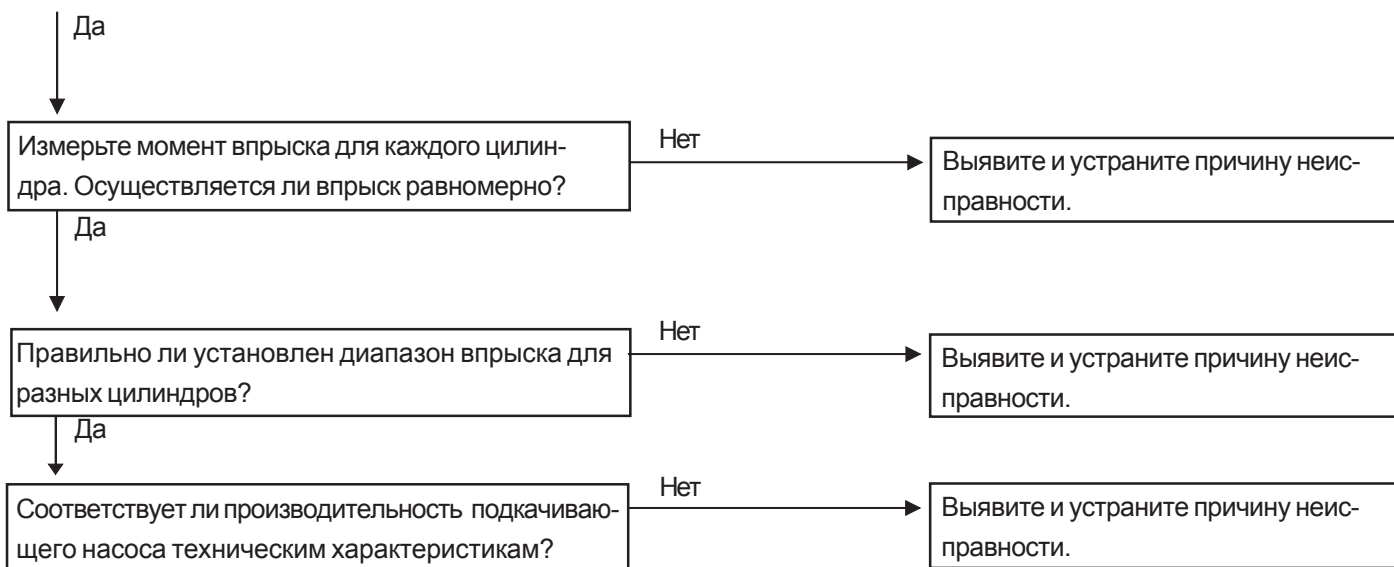 Да
Измерьте момент впрыска для каждого цилин-
дра. Осуществляется ли впрыск равномерно?
Нет
Выявите и устраните причину неис-
правности.
Да
Правильно ли установлен диапазон впрыска для
разных цилиндров?
Нет
Выявите и устраните причину неис-
правности.
Да
Соответствует ли производительность подкачиваю-
щего насоса техническим характеристикам?
Нет
Выявите и устраните причину неис-
правности.